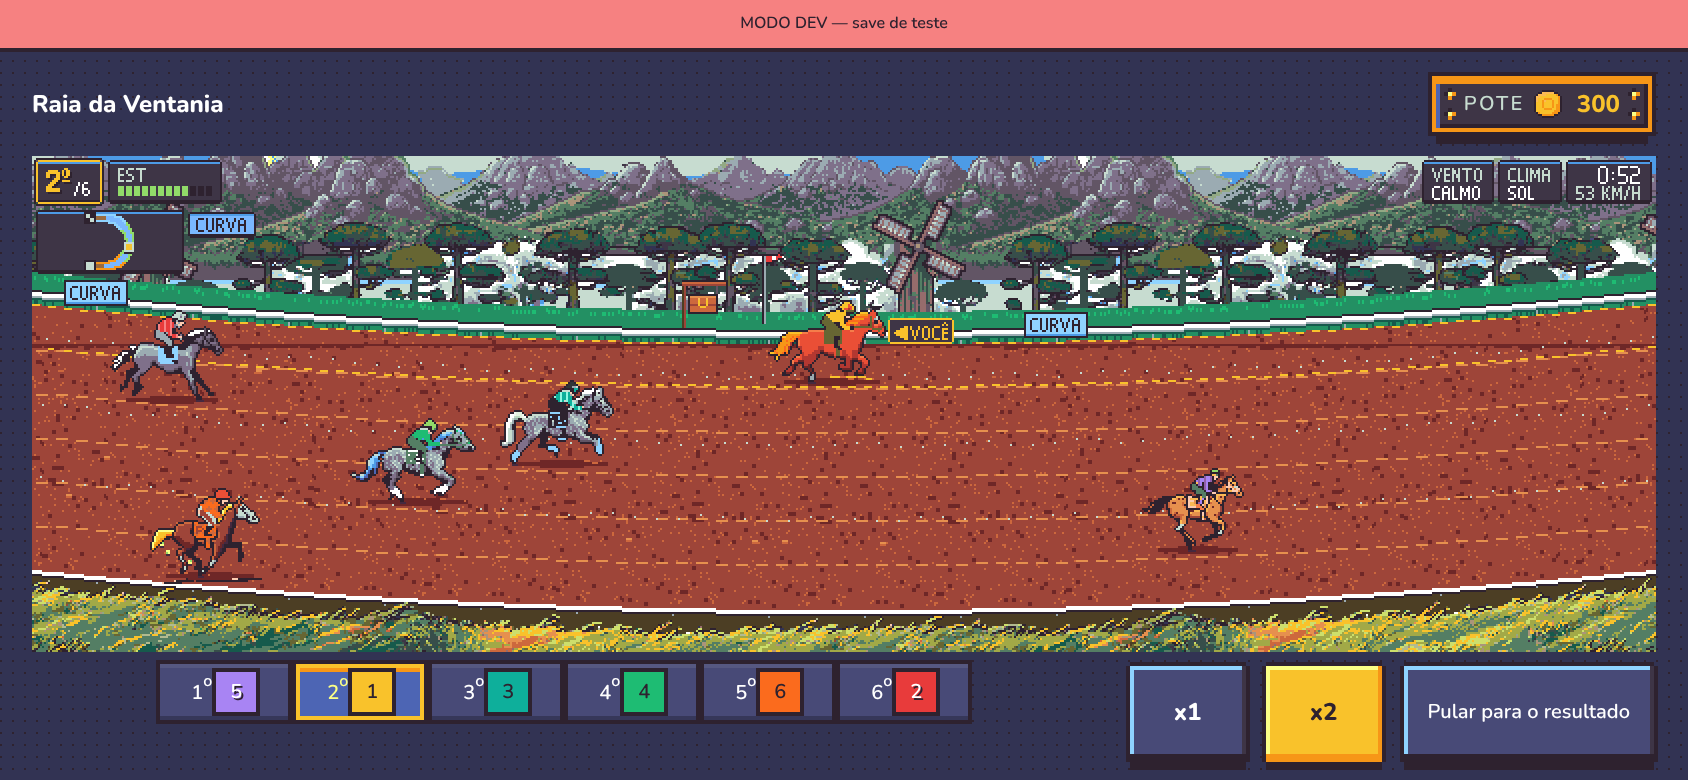 MODO DEV — save de teste
Raia da Ventania
POTE 300
2º/6
EST
VENTO
CALMO
CLIMA
SOL
0:52
53 KM/H
CURVA
CURVA
VOCÊ
CURVA
1º 5
2º 1
3º 3
4º 4
5º 6
6º 2
x1
x2
Pular para o resultado